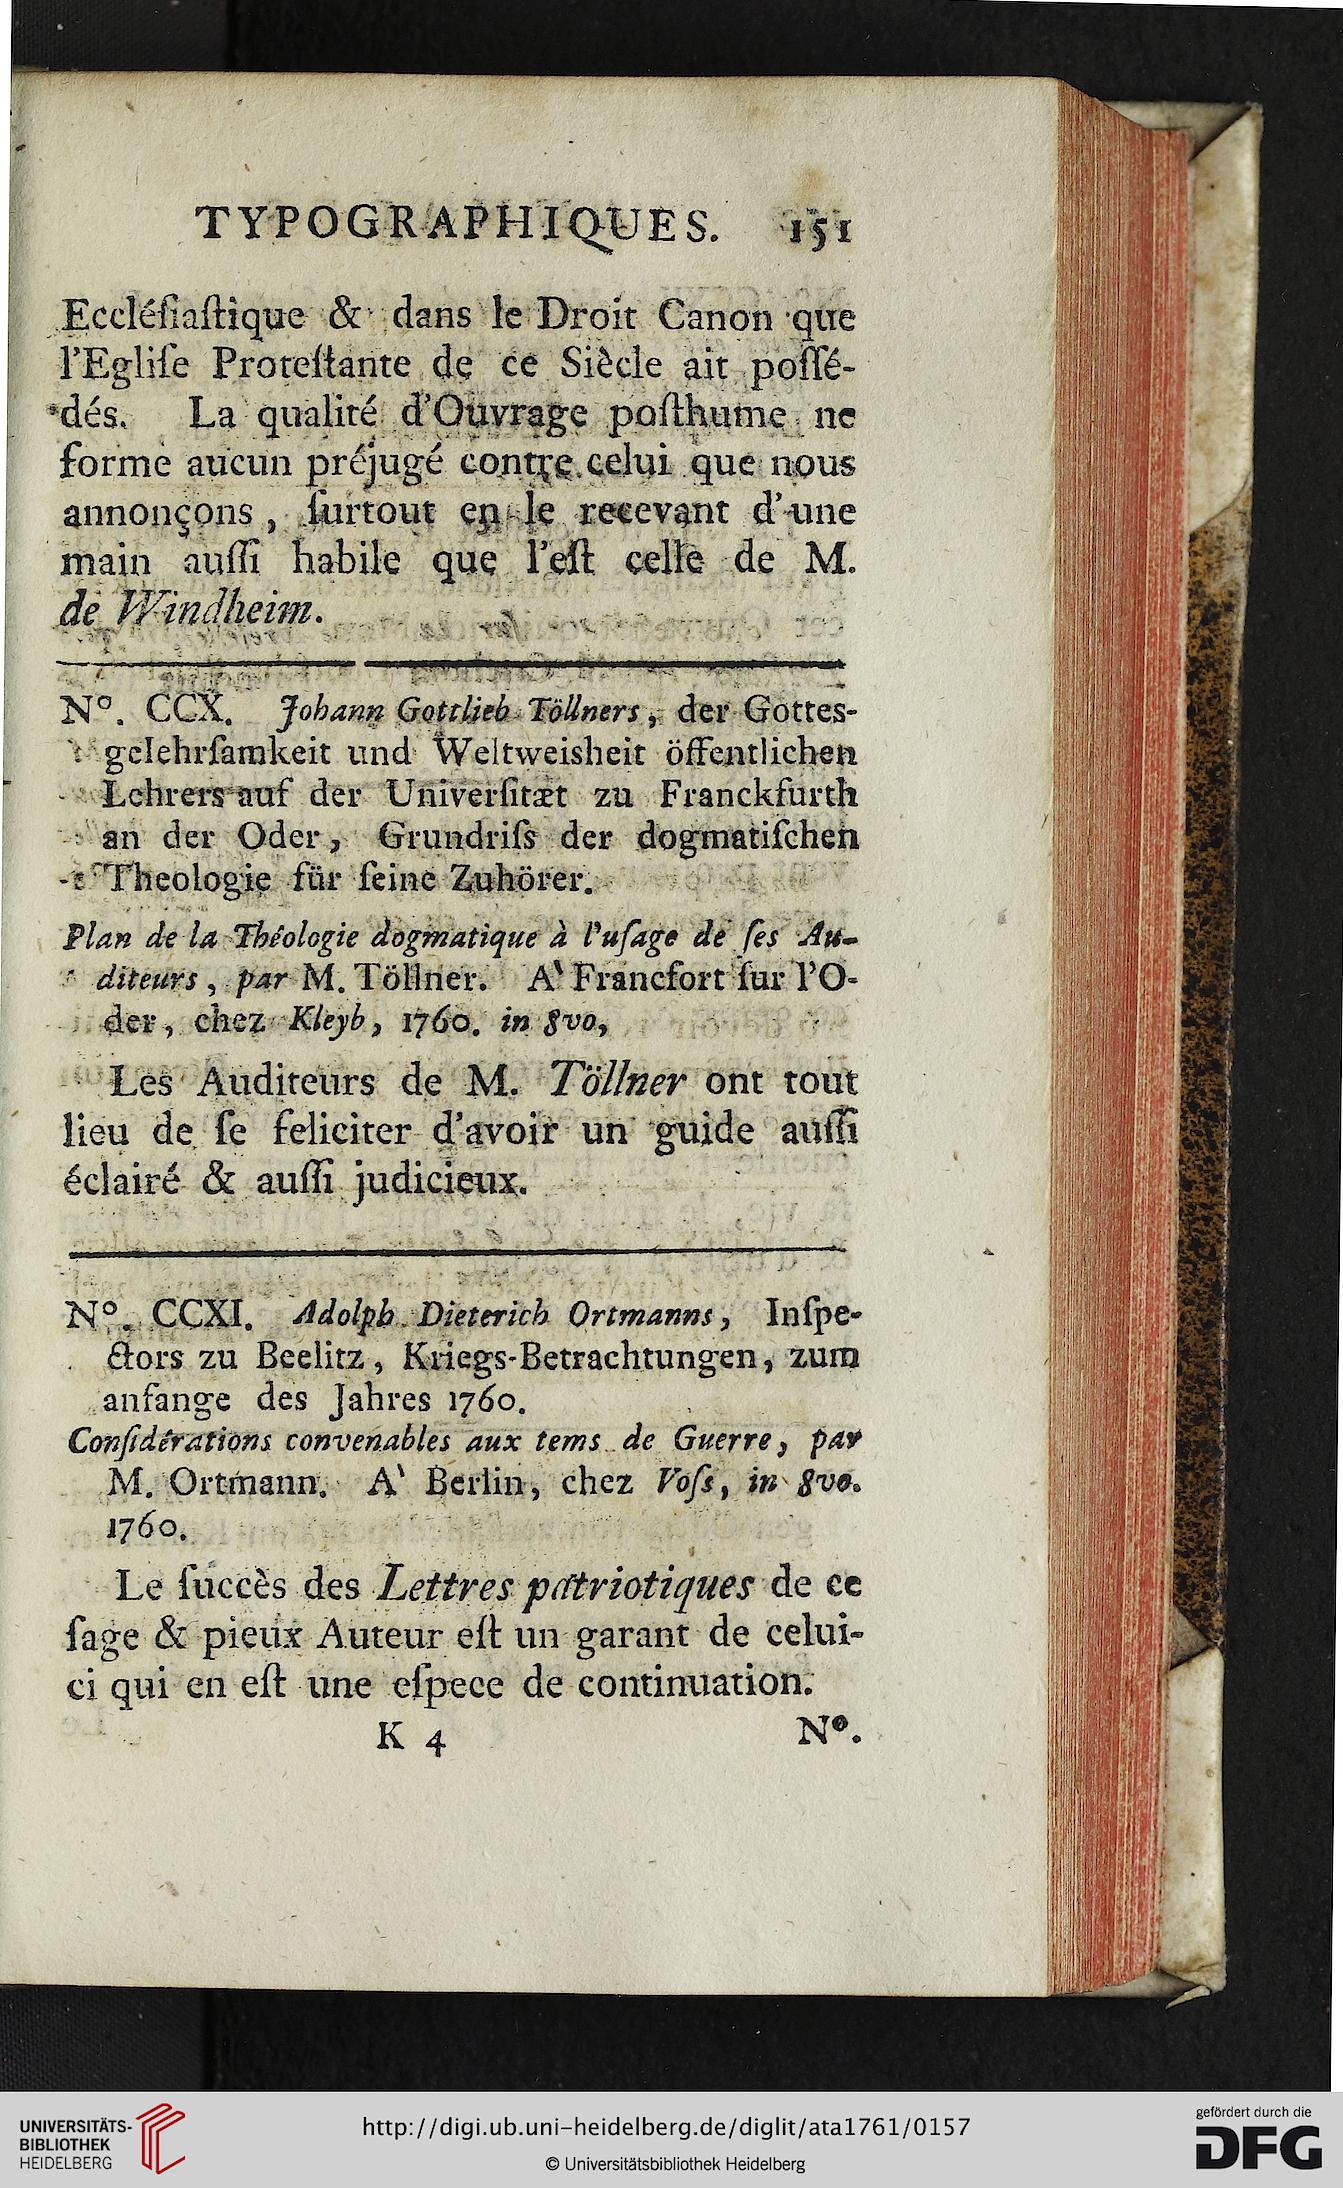 TYPOGRAPHIQUES. 151
Eccléſiaſtique & dans le Droit Canon que
l'Egliſe Proteſtante de ce Siècle ait poſſé-
dés. La qualité d'Ouvrage poſthume ne
forme aucun préjugé contre celui que nous
annonçons, ſurtout en le recevant d'une
main auſſi habile que l'eſt celle de M.
de Windheim.
N°. CCX. Johann Gottlieb Töllners, der Gottes-
gelehrſamkeit und Weltweisheit öffentlichen
Lehrers auf der Univerſitæt zu Franckfurth
an der Oder, Grundriſs der dogmatiſchen
Theologie für ſeine Zuhörer.
Plan de la Théologie dogmatique à l'uſage de ſes Au-
diteurs, par M. Töllner. A' Francfort ſur l'O-
der, chez Kleyb, 1760. in 8vo,
Les Auditeurs de M. Töllner ont tout
lieu de ſe feliciter d'avoir un guide auſſi
éclairé & auſſi judicieux.
N°. CCXI. Adolph Dieterich Ortmanns, Inſpe-
ctors zu Beelitz, Kriegs-Betrachtungen, zum
anfange des Jahres 1760.
Conſidérations convenables aux tems de Guerre, par
M. Ortmann. A' Berlin, chez Voſs, in 8vo.
1760.
Le ſuccès des Lettres patriotiques de ce
ſage & pieux Auteur eſt un garant de celui-
ci qui en eſt une eſpece de continuation.
K 4 N°.
UNIVERSITÄTS-
BIBLIOTHEK
HEIDELBERG
http://digi.ub.uni-heidelberg.de/diglit/ata1761/0157
© Universitätsbibliothek Heidelberg
gefördert durch die
DFG